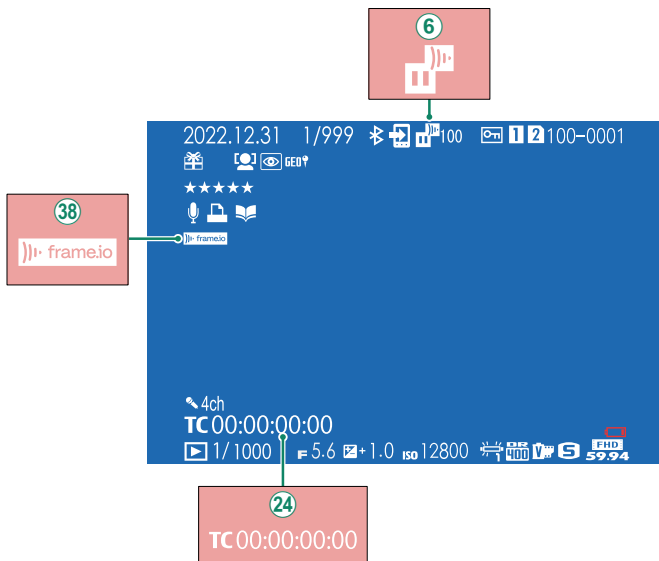 6
2022.12.31 1/999 100 1 2 100-0001
GEO
★★★★★
38
frame.io
frame.io
4ch
TC 00:00:00:00
1/1000 F 5.6 +1.0 ISO 12800 1 DR 400 V S FHD 59.94
24
TC 00:00:00:00